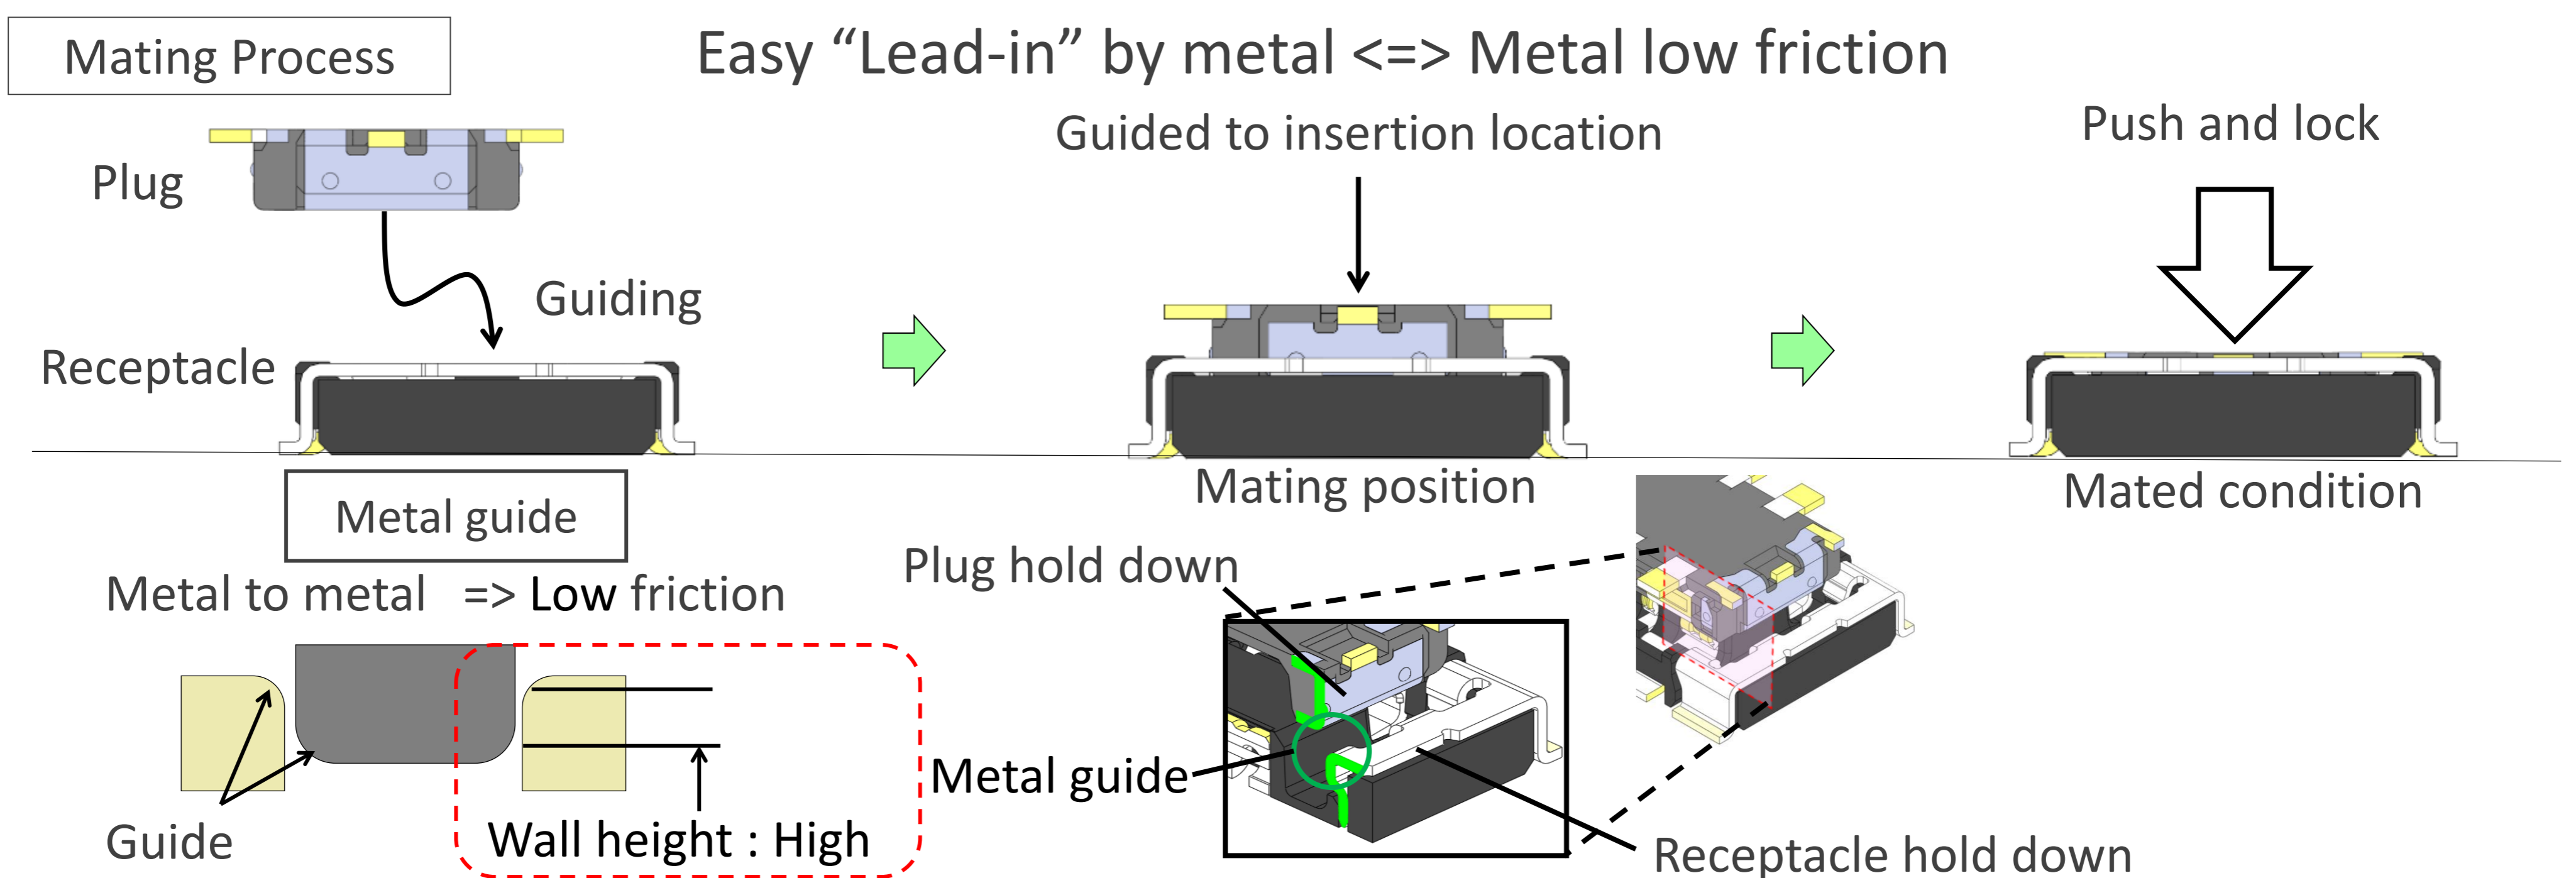 Mating Process
Easy “Lead-in” by metal <=> Metal low friction
Plug
Guiding
Receptacle
Guided to insertion location
Push and lock
Mating position
Mated condition
Metal guide
Metal to metal => Low friction
Guide
Wall height : High
Plug hold down
Metal guide
Receptacle hold down